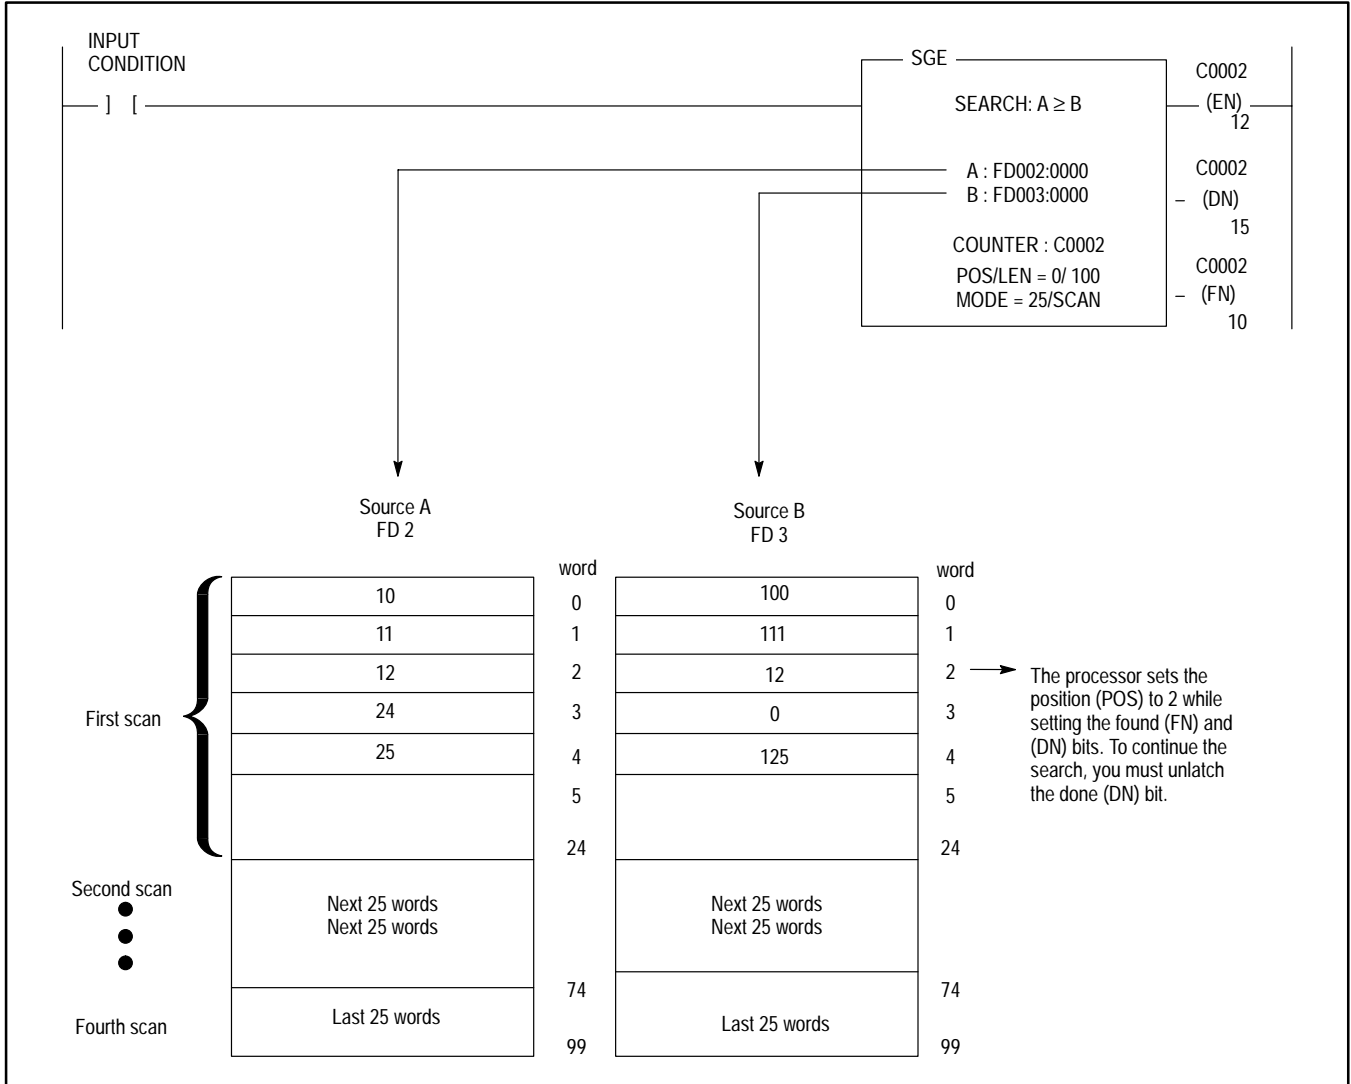 INPUT
CONDITION
] [
SGE
SEARCH: A ≥ B
A : FD002:0000
B : FD003:0000
COUNTER : C0002
POS/LEN = 0/ 100
MODE = 25/SCAN
C0002
(EN)
12
C0002
(DN)
15
C0002
(FN)
10
Source A
FD 2
Source B
FD 3
word
word
10
0
100
0
11
1
111
1
12
2
12
2
24
3
0
3
25
4
125
4
5
5
24
24
First scan
The processor sets the
position (POS) to 2 while
setting the found (FN) and
(DN) bits. To continue the
search, you must unlatch
the done (DN) bit.
Second scan
Next 25 words
Next 25 words
Next 25 words
Next 25 words
74
74
Fourth scan
Last 25 words
Last 25 words
99
99